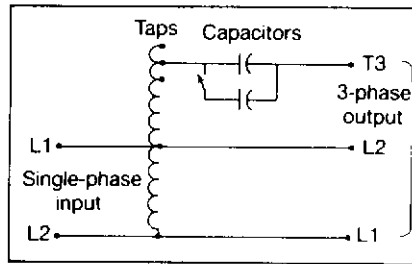 Taps Capacitors
T3
3-phase
output
L1 L2
Single-phase
input
L2 L1